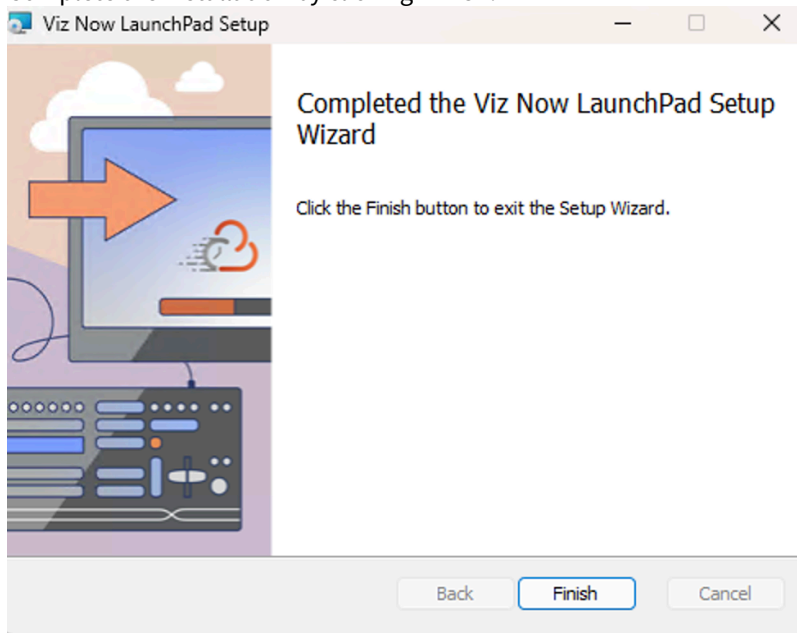 Viz Now LaunchPad Setup
Completed the Viz Now LaunchPad Setup
Wizard
Click the Finish button to exit the Setup Wizard.
Back
Finish
Cancel